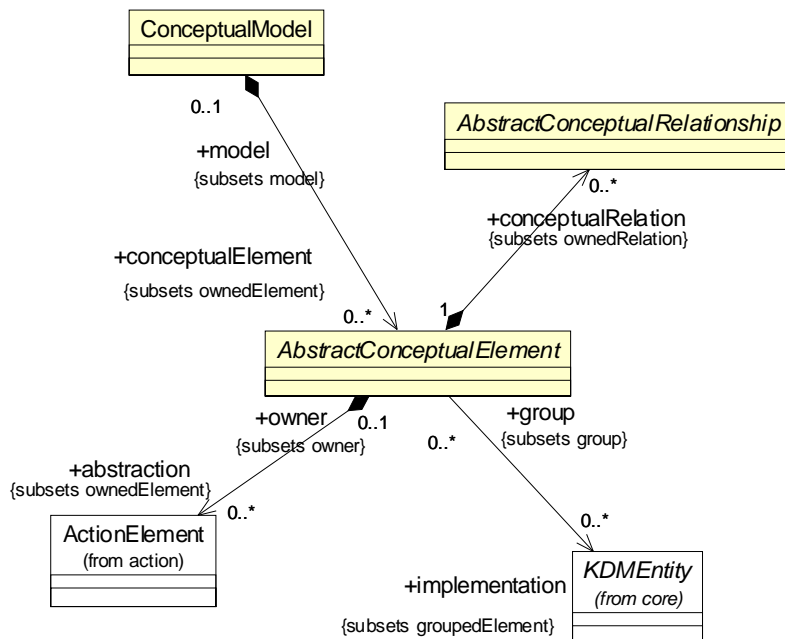 ConceptualModel
0..1
+model
{subsets model}
AbstractConceptualRelationship
0..*
+conceptualRelation
{subsets ownedRelation}
+conceptualElement
{subsets ownedElement}
0..*
1
AbstractConceptualElement
+owner
0..1
{subsets owner}
+group
{subsets group}
0..*
+abstraction
{subsets ownedElement}
0..*
ActionElement
(from action)
0..*
KDMEntity
(from core)
+implementation
{subsets groupedElement}